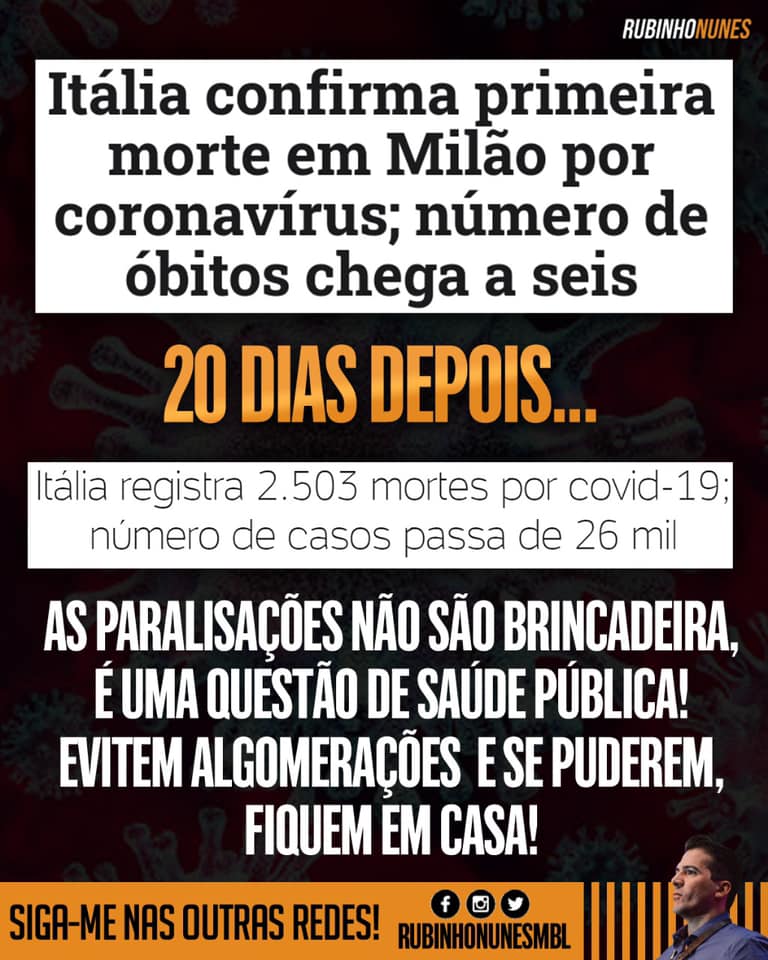 RUBINHONUNES
Itália confirma primeira
morte em Milão por
coronavírus; número de
óbitos chega a seis
20 DIAS DEPOIS...
Itália registra 2.503 mortes por covid-19;
número de casos passa de 26 mil
AS PARALISAÇÕES NÃO SÃO BRINCADEIRA,
É UMA QUESTÃO DE SAÚDE PÚBLICA!
EVITEM ALGOMERAÇÕES E SE PUDEREM,
FIQUEM EM CASA!
SIGA-ME NAS OUTRAS REDES!
RUBINHONUNESMBL